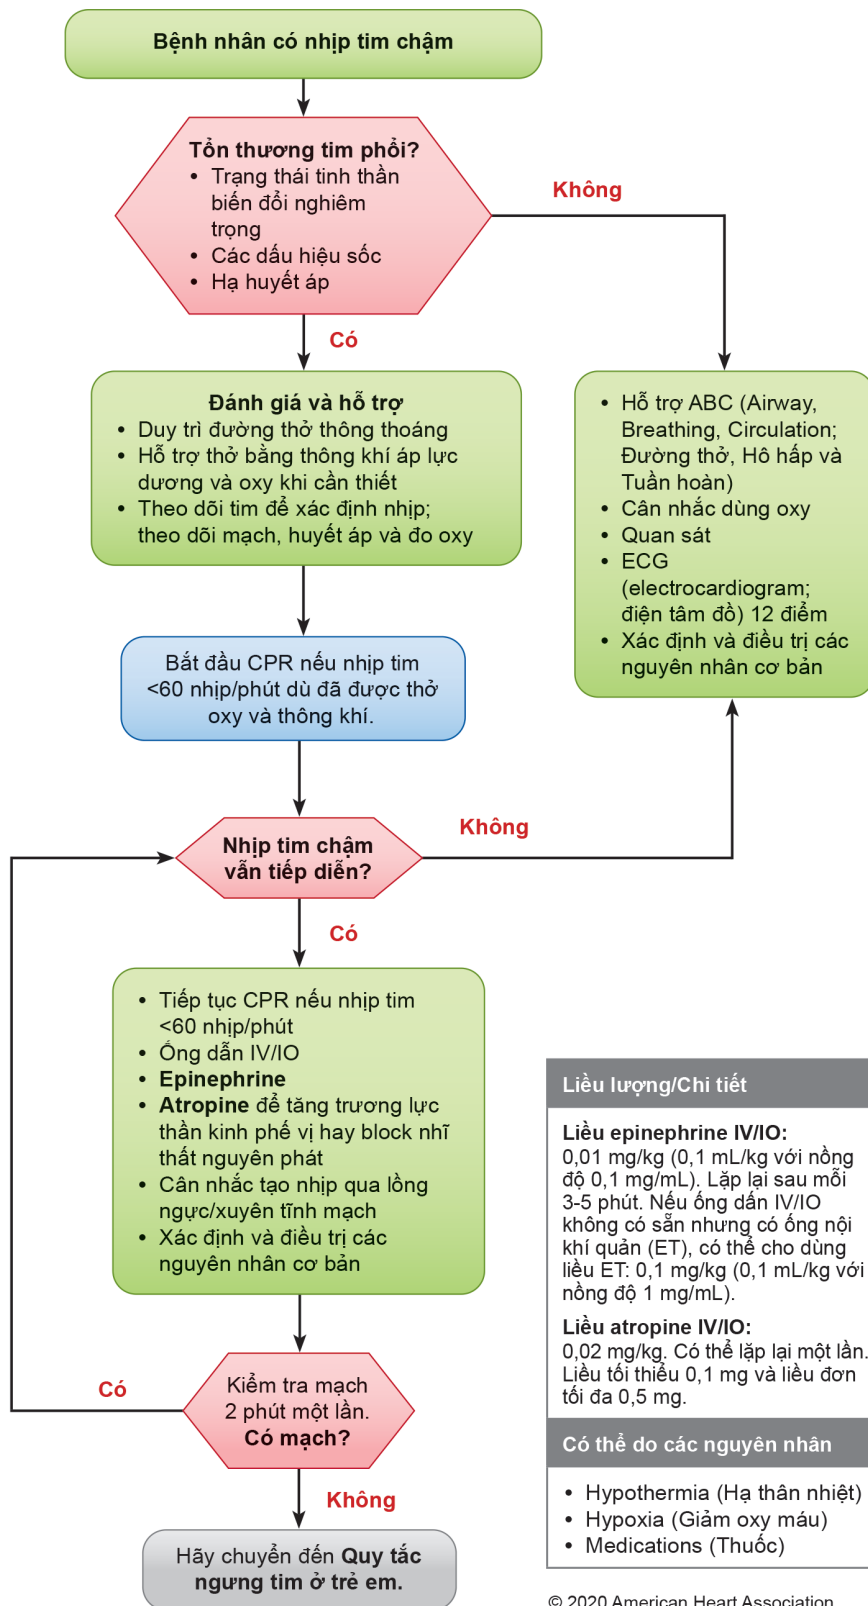 Bệnh nhân có nhịp tim chậm
Tổn thương tim phổi?
• Trạng thái tinh thần
biến đổi nghiêm
trọng
• Các dấu hiệu sốc
• Hạ huyết áp
Không
Có
Đánh giá và hỗ trợ
• Duy trì đường thở thông thoáng
• Hỗ trợ thở bằng thông khí áp lực
dương và oxy khi cần thiết
• Theo dõi tim để xác định nhịp;
theo dõi mạch, huyết áp và đo oxy
• Hỗ trợ ABC (Airway,
Breathing, Circulation;
Đường thở, Hô hấp và
Tuần hoàn)
• Cân nhắc dùng oxy
• Quan sát
• ECG
(electrocardiogram;
điện tâm đồ) 12 điểm
• Xác định và điều trị các
nguyên nhân cơ bản
Bắt đầu CPR nếu nhịp tim
<60 nhịp/phút dù đã được thở
oxy và thông khí.
Nhịp tim chậm
vẫn tiếp diễn?
Không
Có
• Tiếp tục CPR nếu nhịp tim
<60 nhịp/phút
• Ống dẫn IV/IO
• Epinephrine
• Atropine để tăng trương lực
thần kinh phế vị hay block nhĩ
thất nguyên phát
• Cân nhắc tạo nhịp qua lồng
ngực/xuyên tĩnh mạch
• Xác định và điều trị các
nguyên nhân cơ bản
Kiểm tra mạch
2 phút một lần.
Có mạch?
Có
Không
Hãy chuyển đến Quy tắc
ngưng tim ở trẻ em.
Liều lượng/Chi tiết
Liều epinephrine IV/IO:
0,01 mg/kg (0,1 mL/kg với nồng
độ 0,1 mg/mL). Lặp lại sau mỗi
3-5 phút. Nếu ống dấn IV/IO
không có sẵn nhưng có ống nội
khí quản (ET), có thể cho dùng
liều ET: 0,1 mg/kg (0,1 mL/kg với
nồng độ 1 mg/mL).
Liều atropine IV/IO:
0,02 mg/kg. Có thể lặp lại một lần.
Liều tối thiểu 0,1 mg và liều đơn
tối đa 0,5 mg.
Có thể do các nguyên nhân
• Hypothermia (Hạ thân nhiệt)
• Hypoxia (Giảm oxy máu)
• Medications (Thuốc)
© 2020 American Heart Association